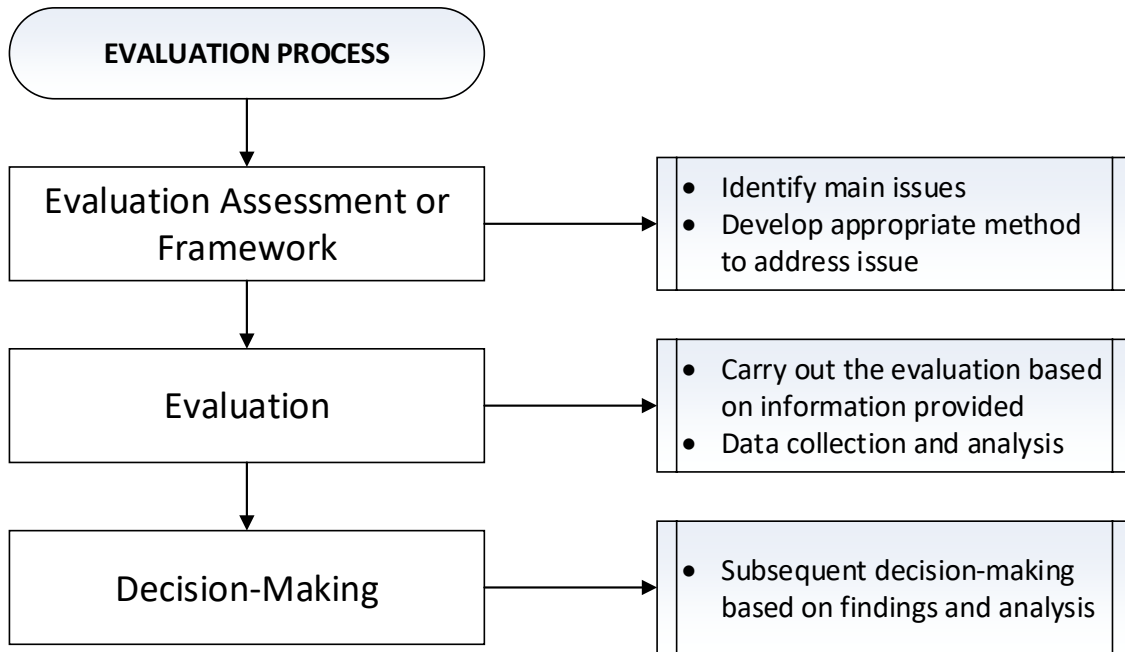 EVALUATION PROCESS
Evaluation Assessment or
Framework
• Identify main issues
• Develop appropriate method
to address issue
Evaluation
• Carry out the evaluation based
on information provided
• Data collection and analysis
Decision-Making
• Subsequent decision-making
based on findings and analysis